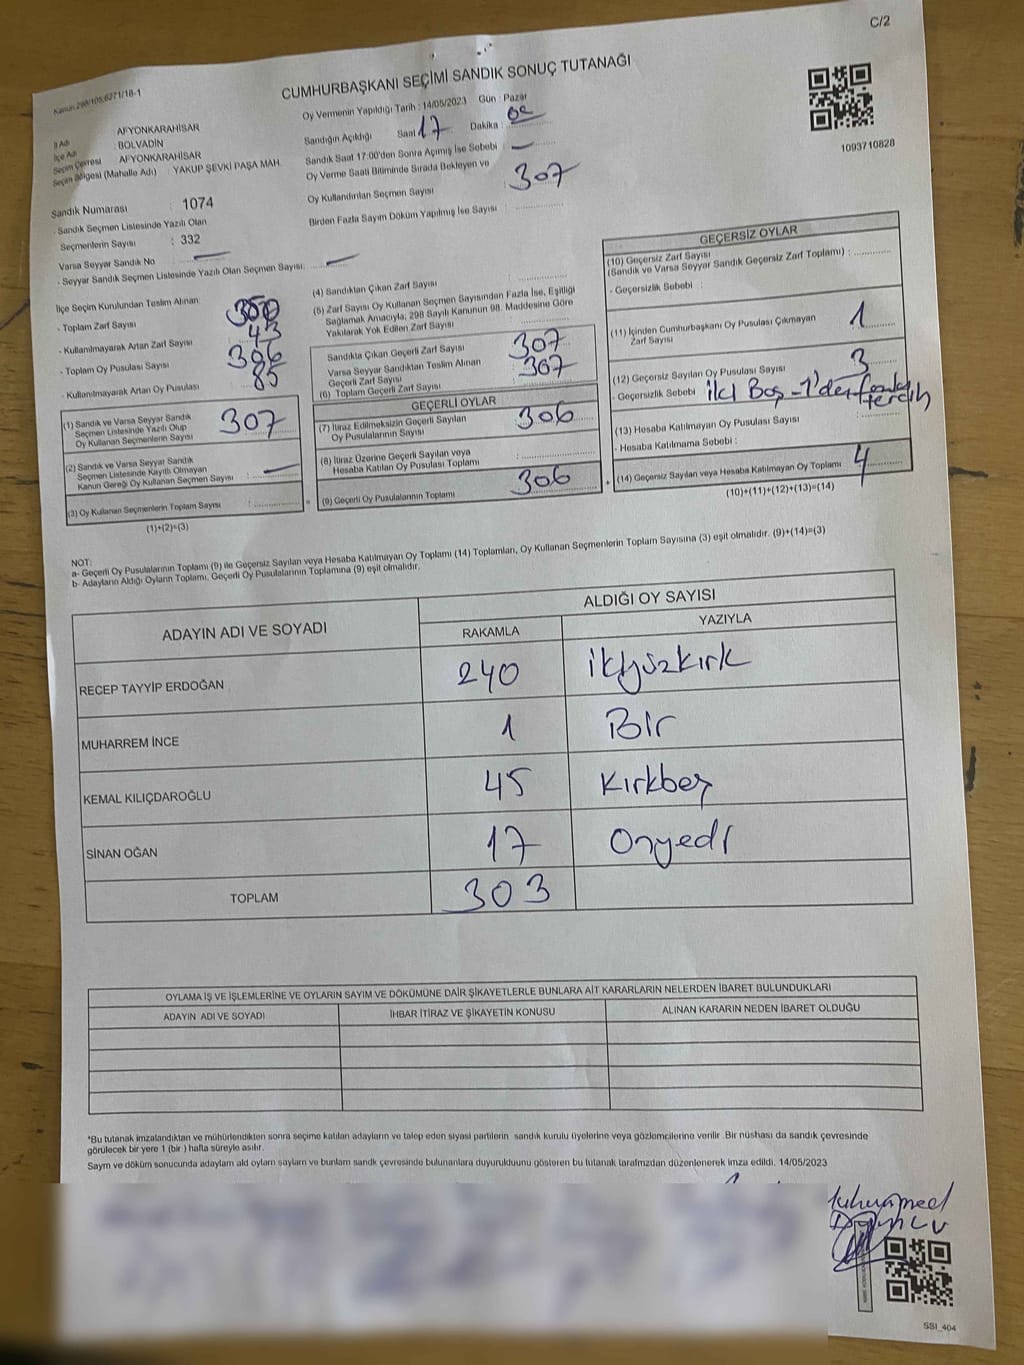 C/2
Kanun 298/105,6271/18-1
CUMHURBAŞKANI SEÇİMİ SANDIK SONUÇ TUTANAĞI
İl Adı : AFYONKARAHİSAR
İlçe Adı : BOLVADİN
Seçim Çevresi : AFYONKARAHİSAR
Seçim Bölgesi (Mahalle Adı) : YAKUP ŞEVKİ PAŞA MAH.
Sandık Numarası : 1074
- Sandık Seçmen Listesinde Yazılı Olan
Seçmenlerin Sayısı : 332
Varsa Seyyar Sandık No : —
- Seyyar Sandık Seçmen Listesinde Yazılı Olan Seçmen Sayısı: —
Oy Vermenin Yapıldığı Tarih : 14/05/2023 Gün : Pazar
Sandığın Açıldığı Saat 17 Dakika : 00
Sandık Saat 17:00'den Sonra Açımış İse Sebebi : —
Oy Verme Saati Bitiminde Sırada Bekleyen ve
Oy Kullandırılan Seçmen Sayısı : 307
Birden Fazla Sayım Döküm Yapılmış İse Sayısı :
1093710828
İlçe Seçim Kurulundan Teslim Alınan:
- Toplam Zarf Sayısı 350
- Kullanılmayarak Artan Zarf Sayısı 43
- Toplam Oy Pusulası Sayısı 386
- Kullanılmayarak Artan Oy Pusulası 85
(1) Sandık ve Varsa Seyyar Sandık
Seçmen Listesinde Yazılı Olup
Oy Kullanan Seçmenlerin Sayısı 307
(2) Sandık ve Varsa Seyyar Sandık
Seçmen Listesinde Kayıtlı Olmayan
Kanun Gereği Oy Kullanan Seçmen Sayısı : —
(3) Oy Kullanan Seçmenlerin Toplam Sayısı :
(1)+(2)=(3)
(4) Sandıktan Çıkan Zarf Sayısı
(5) Zarf Sayısı Oy Kullanan Seçmen Sayısından Fazla İse, Eşitliği
Sağlamak Amacıyla; 298 Sayılı Kanunun 98. Maddesine Göre
Yakılarak Yok Edilen Zarf Sayısı
Sandıkta Çıkan Geçerli Zarf Sayısı : 307
Varsa Seyyar Sandıktan Teslim Alınan
Geçerli Zarf Sayısı : 307
(6) Toplam Geçerli Zarf Sayısı
=
GEÇERLİ OYLAR
(7) İtiraz Edilmeksizin Geçerli Sayılan
Oy Pusulalarının Sayısı : 306
(8) İtiraz Üzerine Geçerli Sayılan veya
Hesaba Katılan Oy Pusulası Toplamı :
(9) Geçerli Oy Pusulalarının Toplamı 306
+
GEÇERSİZ OYLAR
(10) Geçersiz Zarf Sayısı
(Sandık ve Varsa Seyyar Sandık Geçersiz Zarf Toplamı) :
- Geçersizlik Sebebi :
(11) İçinden Cumhurbaşkanı Oy Pusulası Çıkmayan
Zarf Sayısı : 1
(12) Geçersiz Sayılan Oy Pusulası Sayısı : 3
- Geçersizlik Sebebi : iki Boş - 1'den fazla
tercih
(13) Hesaba Katılmayan Oy Pusulası Sayısı :
- Hesaba Katılmama Sebebi :
(14) Geçersiz Sayılan veya Hesaba Katılmayan Oy Toplamı : 4
(10)+(11)+(12)+(13)=(14)
NOT:
a- Geçerli Oy Pusulalarının Toplamı (9) ile Geçersiz Sayılan veya Hesaba Katılmayan Oy Toplamı (14) Toplamları, Oy Kullanan Seçmenlerin Toplam Sayısına (3) eşit olmalıdır. (9)+(14)=(3)
b- Adayların Aldığı Oyların Toplamı, Geçerli Oy Pusulalarının Toplamına (9) eşit olmalıdır.
ADAYIN ADI VE SOYADI ALDIĞI OY SAYISI
RAKAMLA YAZIYLA
RECEP TAYYİP ERDOĞAN 240 ikiyüzkırk
MUHARREM İNCE 1 Bir
KEMAL KILIÇDAROĞLU 45 Kırkbeş
SİNAN OĞAN 17 Onyedi
TOPLAM 303
OYLAMA İŞ VE İŞLEMLERİNE VE OYLARIN SAYIM VE DÖKÜMÜNE DAİR ŞİKAYETLERLE BUNLARA AİT KARARLARIN NELERDEN İBARET BULUNDUKLARI
ADAYIN ADI VE SOYADI İHBAR İTİRAZ VE ŞİKAYETİN KONUSU ALINAN KARARIN NEDEN İBARET OLDUĞU
*Bu tutanak imzalandıktan ve mühürlendikten sonra seçime katılan adayların ve talep eden siyasi partilerin sandık kurulu üyelerine veya gözlemcilerine verilir. Bir nüshası da sandık çevresinde
görülecek bir yere 1 (bir ) hafta süreyle asılır.
Sayım ve döküm sonucunda adayların aldı oyların sayıları ve bunların sandk çevresinde bulunanlara duyurulduunu gösteren bu tutanak tarafmzdan düzenlenerek imza edildi. 14/05/2023
SSI_404